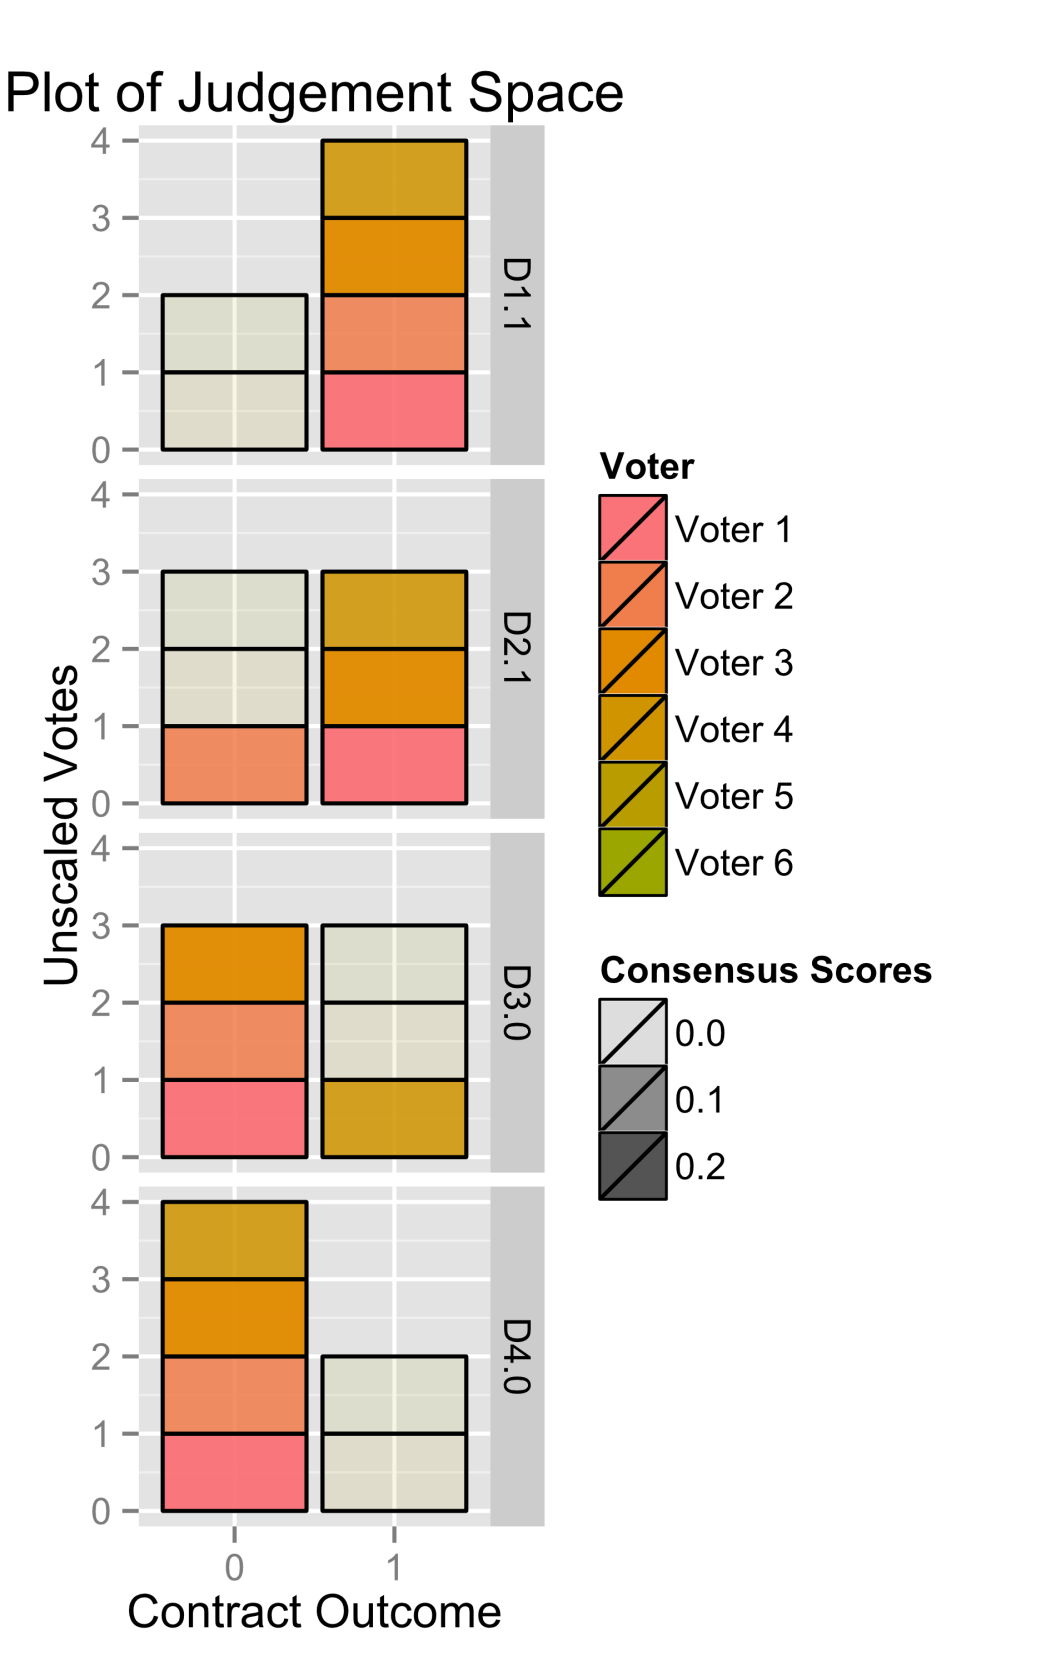 Plot of Judgement Space
4
3
2
1
0
D1.1
4
3
2
1
0
D2.1
4
3
2
1
0
D3.0
4
3
2
1
0
D4.0
0 1
Contract Outcome
Unscaled Votes
Voter
Voter 1
Voter 2
Voter 3
Voter 4
Voter 5
Voter 6
Consensus Scores
0.0
0.1
0.2